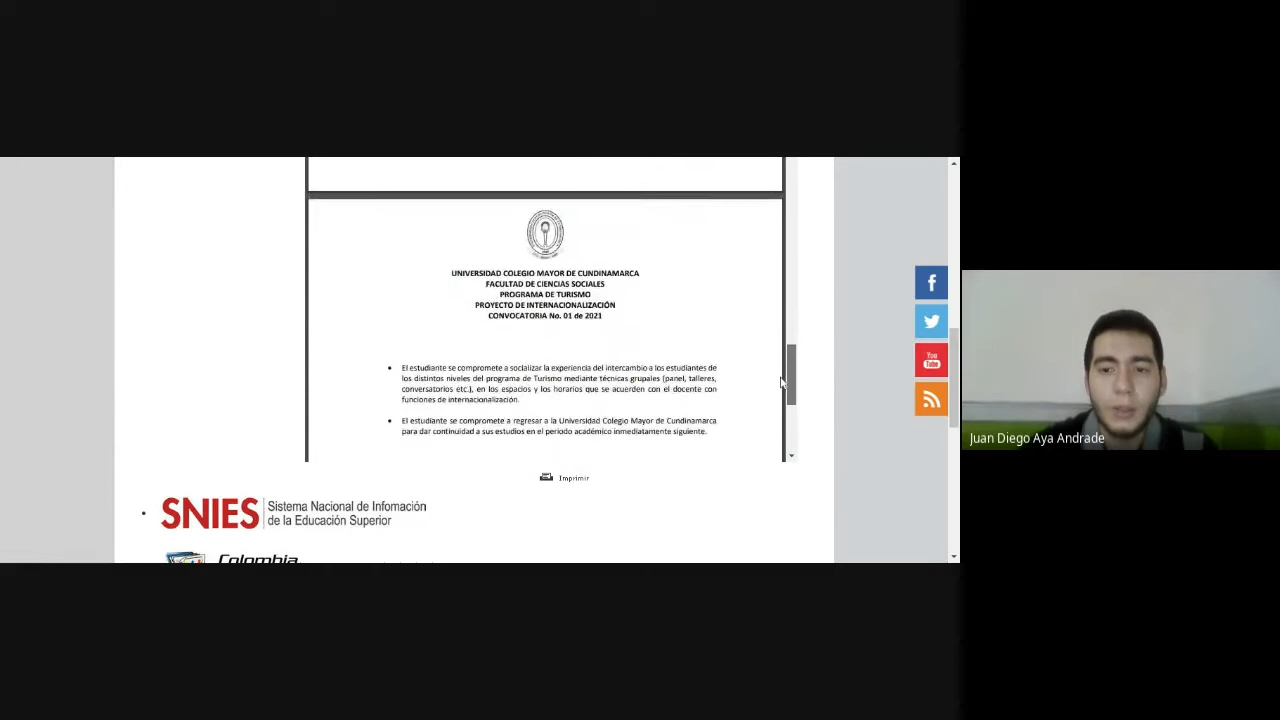 UNIVERSIDAD COLEGIO MAYOR DE CUNDINAMARCA
FACULTAD DE CIENCIAS SOCIALES
PROGRAMA DE TURISMO
PROYECTO DE INTERNACIONALIZACIÓN
CONVOCATORIA No. 01 de 2021
• El estudiante se compromete a socializar la experiencia del intercambio a los estudiantes de
los distintos niveles del programa de Turismo mediante técnicas grupales (panel, talleres,
conversatorios etc.), en los espacios y los horarios que se acuerden con el docente con
funciones de internacionalización.
• El estudiante se compromete a regresar a la Universidad Colegio Mayor de Cundinamarca
para dar continuidad a sus estudios en el periodo académico inmediatamente siguiente.
Imprimir
• SNIES Sistema Nacional de Infomación
de la Educación Superior
Colombia
You
Tube
Juan Diego Aya Andrade